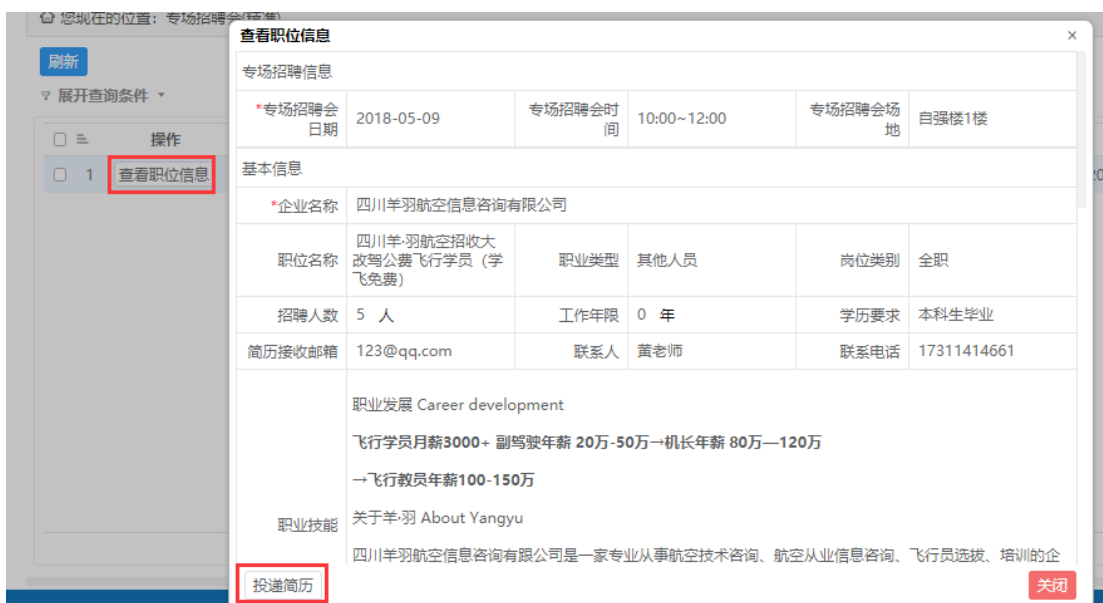 您现在的位置：专场招聘会(精准)
查看职位信息 ×
刷新
专场招聘信息
展开查询条件
*专场招聘会日期 2018-05-09 专场招聘会时间 10:00~12:00 专场招聘会场地 自强楼1楼
操作
基本信息
1 查看职位信息
*企业名称 四川羊羽航空信息咨询有限公司
四川羊·羽航空招收大
职位名称 改驾公费飞行学员（学 职业类型 其他人员 岗位类别 全职
飞免费）
招聘人数 5 人 工作年限 0 年 学历要求 本科生毕业
简历接收邮箱 123@qq.com 联系人 董老师 联系电话 17311414661
职业发展 Career development
飞行学员月薪3000+ 副驾驶年薪 20万-50万→机长年薪 80万—120万
→飞行教员年薪100-150万
关于羊·羽 About Yangyu
职业技能
四川羊羽航空信息咨询有限公司是一家专业从事航空技术咨询、航空从业信息咨询、飞行员选拔、培训的企
投递简历 关闭